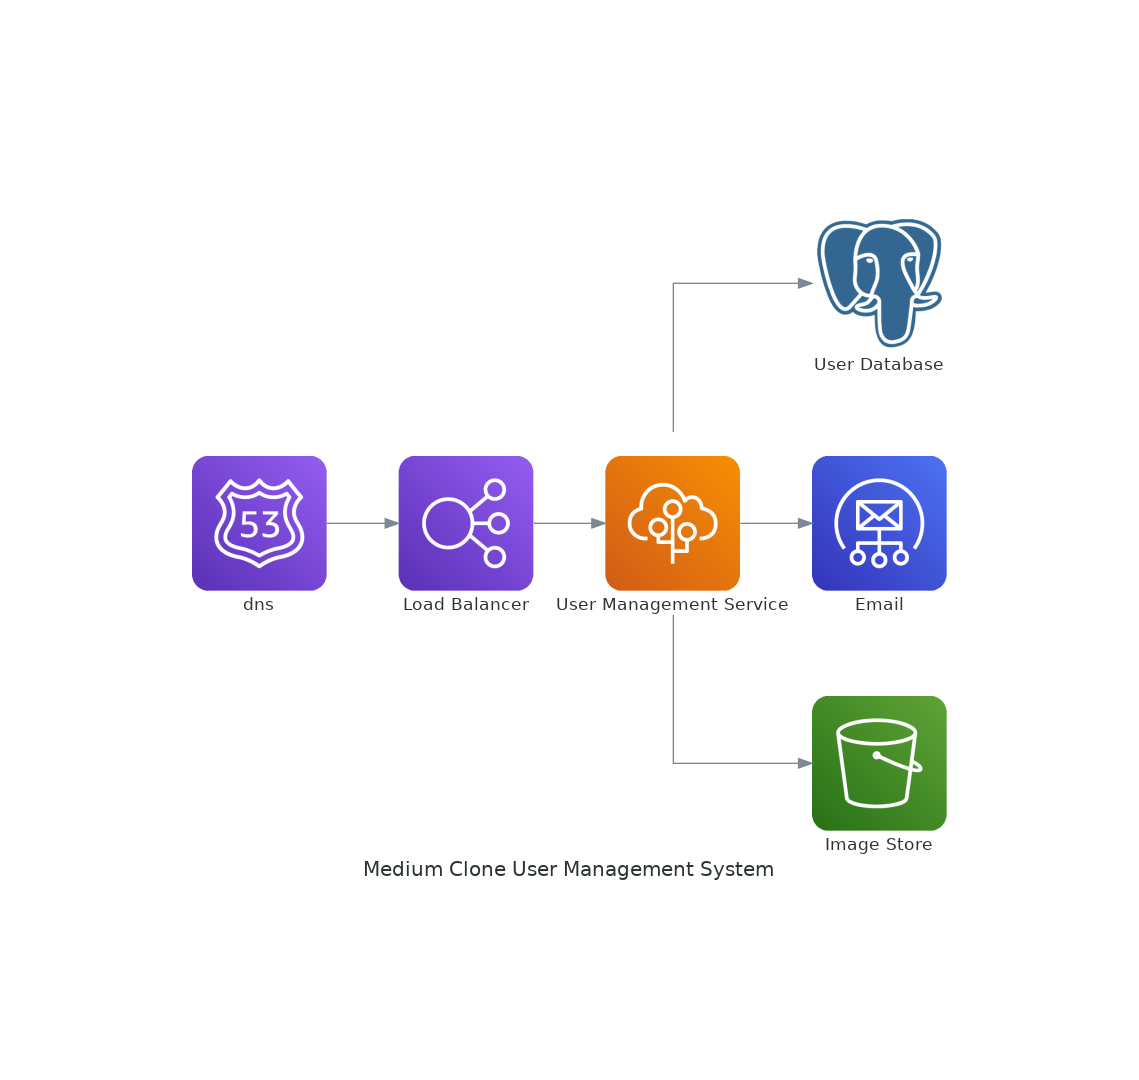 User Database
53
dns
Load Balancer
User Management Service
Email
Image Store
Medium Clone User Management System